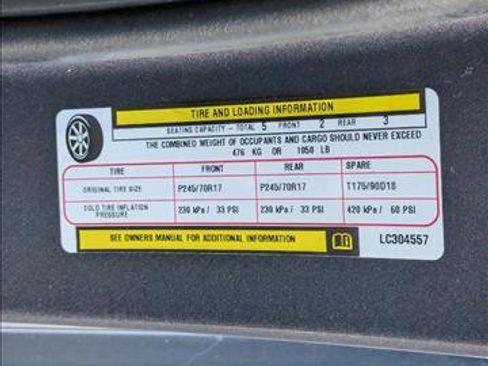 TIRE AND LOADING INFORMATION
SEATING CAPACITY - TOTAL 5 FRONT 2 REAR 3
THE COMBINED WEIGHT OF OCCUPANTS AND CARGO SHOULD NEVER EXCEED
476 KG OR 1050 LB
TIRE FRONT REAR SPARE
ORIGINAL TIRE SIZE P245/70R17 P245/70R17 T175/90D18
COLD TIRE INFLATION PRESSURE 230 kPa / 33 PSI 230 kPa / 33 PSI 420 kPa / 60 PSI
SEE OWNERS MANUAL FOR ADDITIONAL INFORMATION LC304557